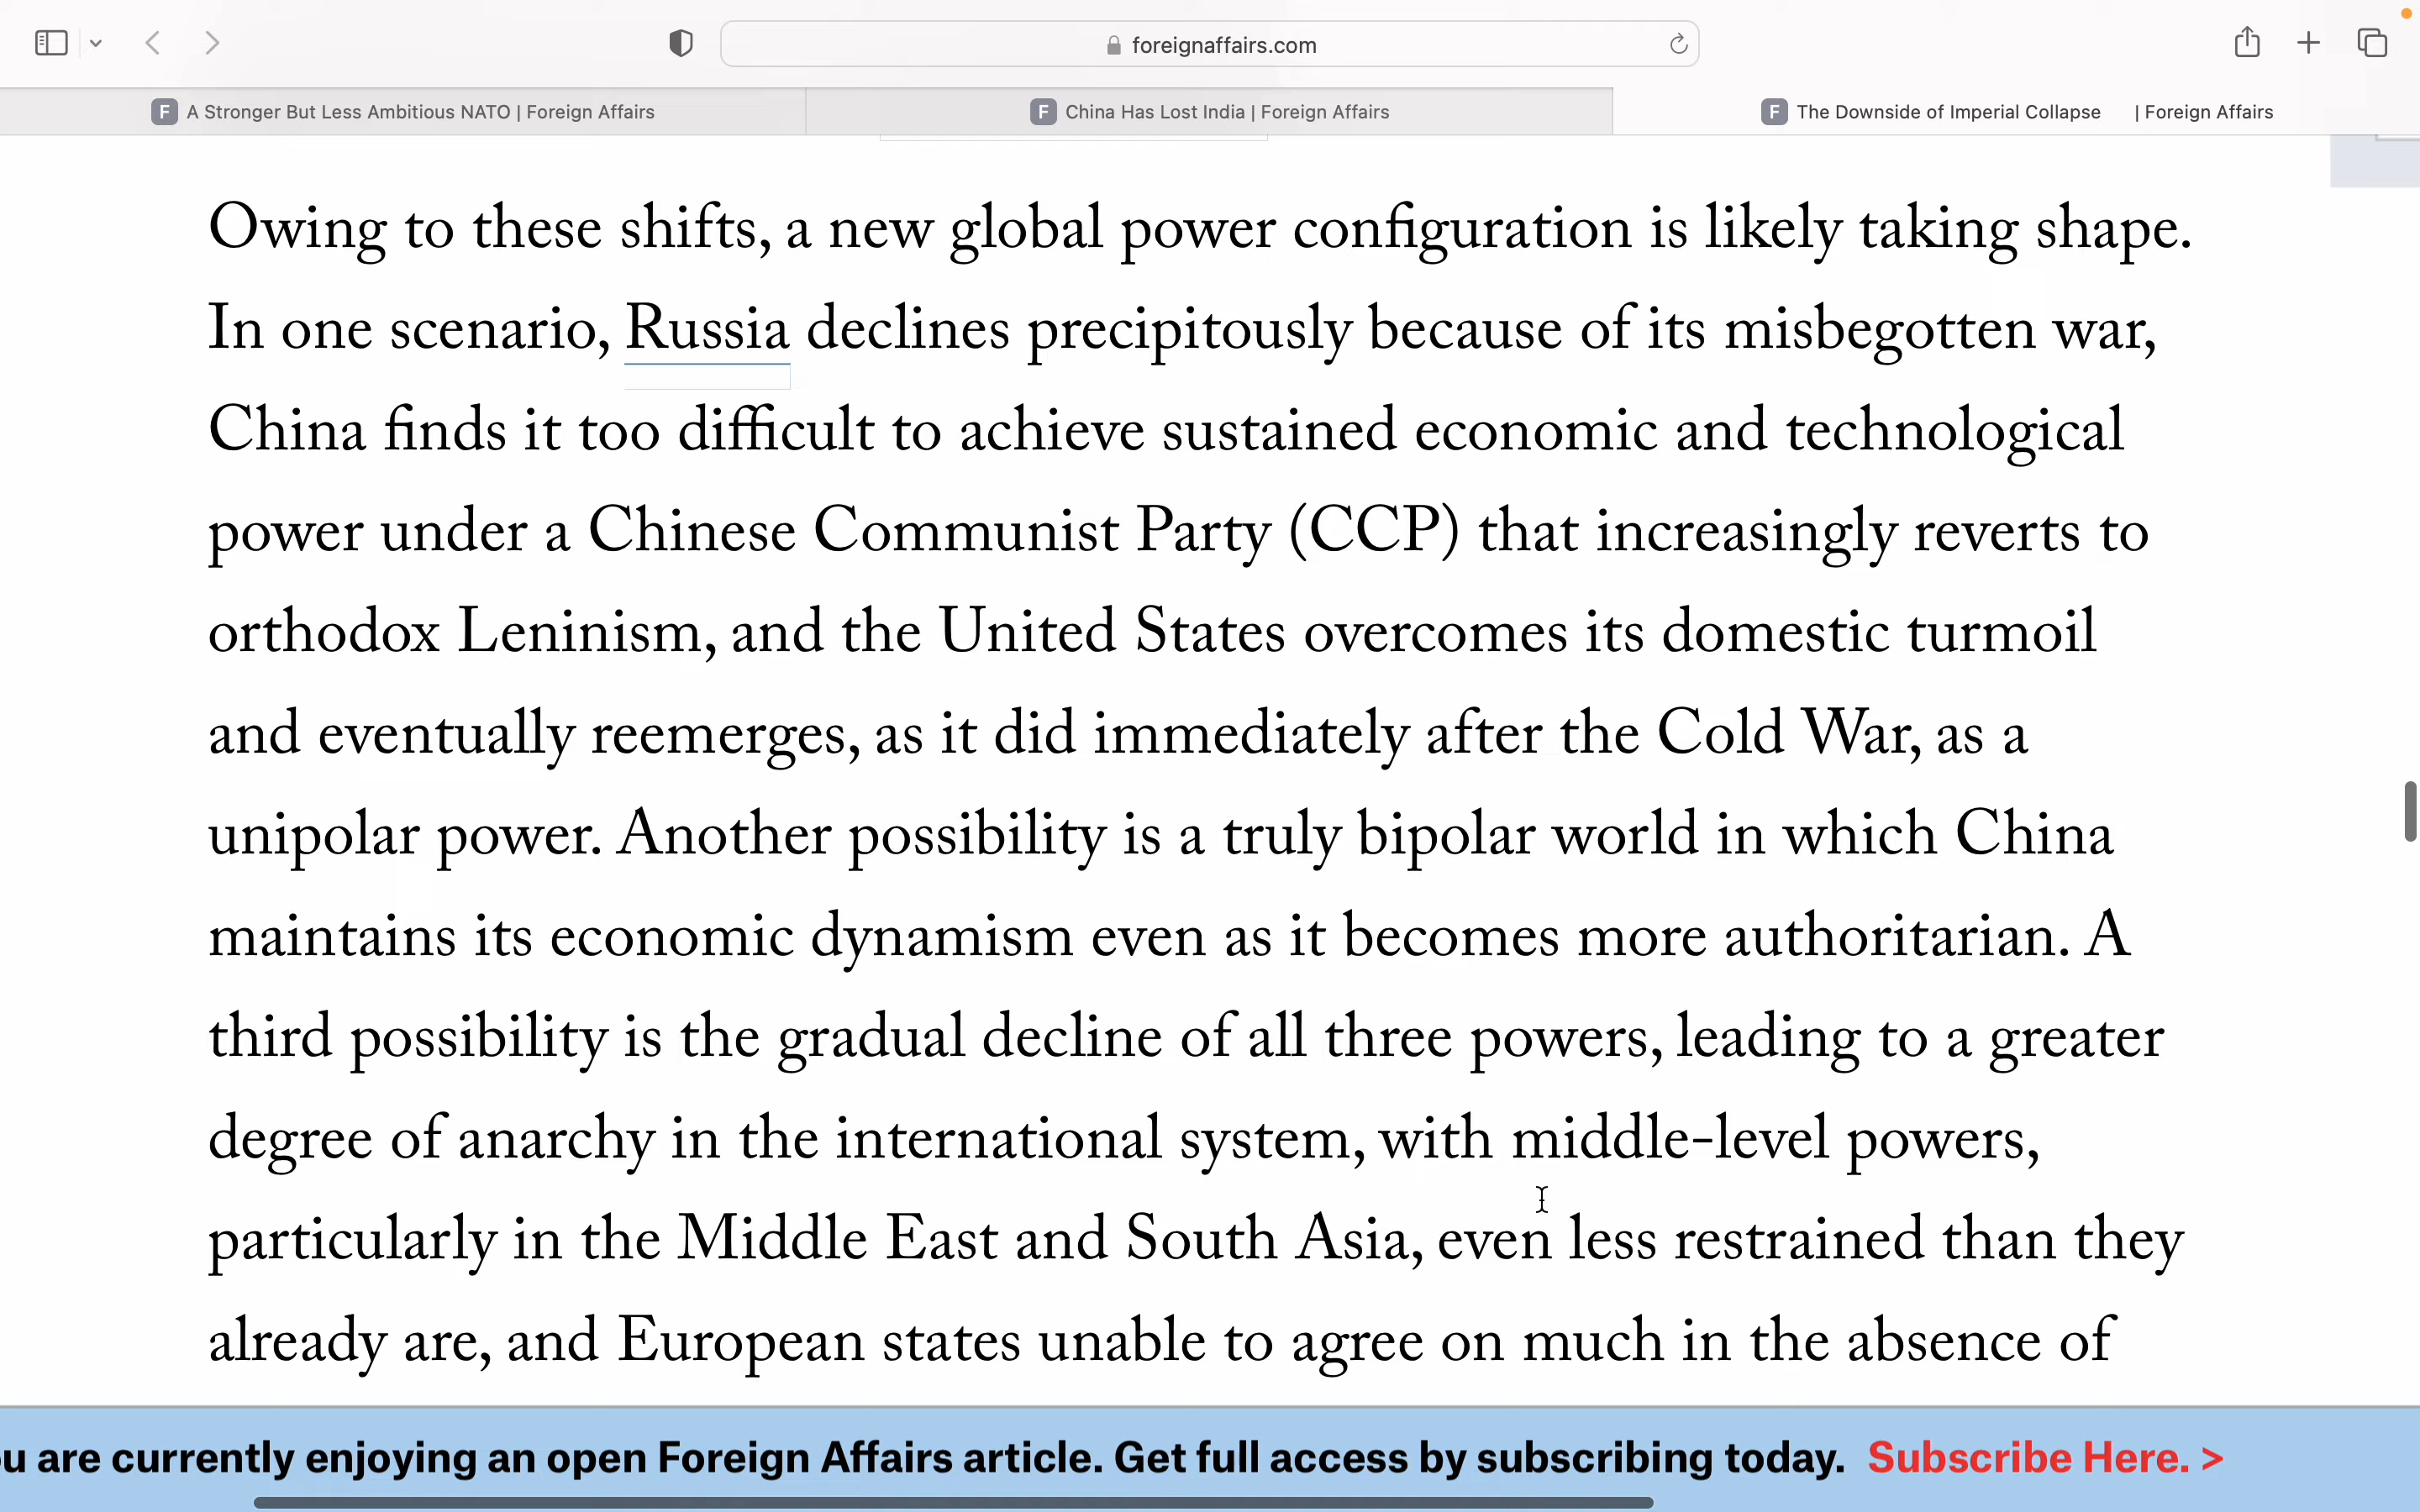 foreignaffairs.com
A Stronger But Less Ambitious NATO | Foreign Affairs
China Has Lost India | Foreign Affairs
The Downside of Imperial Collapse | Foreign Affairs
Owing to these shifts, a new global power configuration is likely taking shape.
In one scenario, Russia declines precipitously because of its misbegotten war,
China finds it too difficult to achieve sustained economic and technological
power under a Chinese Communist Party (CCP) that increasingly reverts to
orthodox Leninism, and the United States overcomes its domestic turmoil
and eventually reemerges, as it did immediately after the Cold War, as a
unipolar power. Another possibility is a truly bipolar world in which China
maintains its economic dynamism even as it becomes more authoritarian. A
third possibility is the gradual decline of all three powers, leading to a greater
degree of anarchy in the international system, with middle-level powers,
particularly in the Middle East and South Asia, even less restrained than they
already are, and European states unable to agree on much in the absence of
u are currently enjoying an open Foreign Affairs article. Get full access by subscribing today. Subscribe Here. >